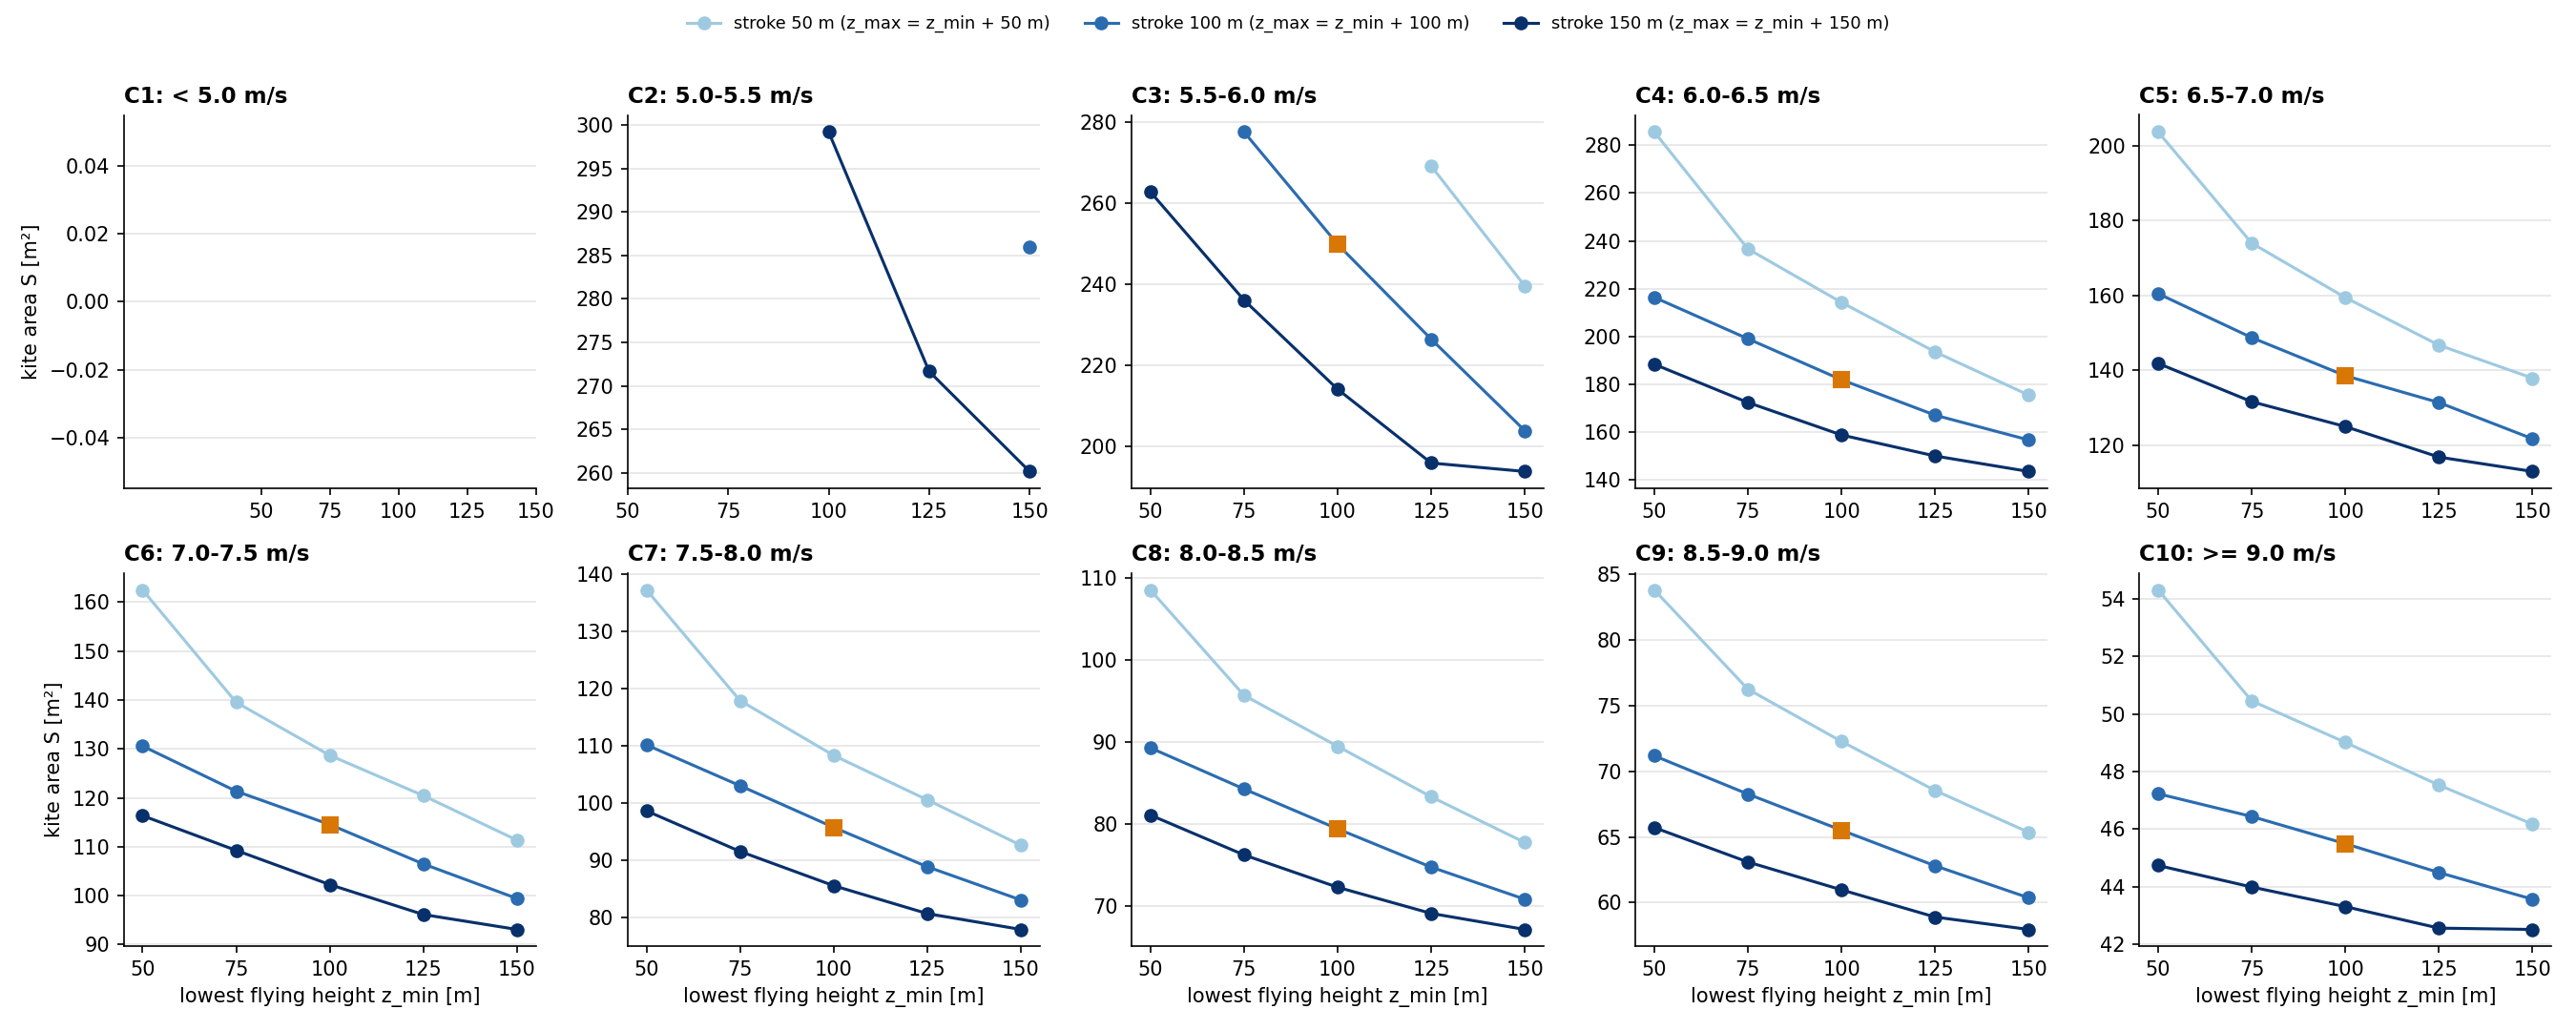 stroke 50 m (z_max = z_min + 50 m) stroke 100 m (z_max = z_min + 100 m) stroke 150 m (z_max = z_min + 150 m)
C1: < 5.0 m/s
kite area S [m²]
0.04
0.02
0.00
−0.02
−0.04
50 75 100 125 150
C2: 5.0-5.5 m/s
300
295
290
285
280
275
270
265
260
50 75 100 125 150
C3: 5.5-6.0 m/s
280
260
240
220
200
50 75 100 125 150
C4: 6.0-6.5 m/s
280
260
240
220
200
180
160
140
50 75 100 125 150
C5: 6.5-7.0 m/s
200
180
160
140
120
50 75 100 125 150
C6: 7.0-7.5 m/s
kite area S [m²]
160
150
140
130
120
110
100
90
50 75 100 125 150
lowest flying height z_min [m]
C7: 7.5-8.0 m/s
140
130
120
110
100
90
80
50 75 100 125 150
lowest flying height z_min [m]
C8: 8.0-8.5 m/s
110
100
90
80
70
50 75 100 125 150
lowest flying height z_min [m]
C9: 8.5-9.0 m/s
85
80
75
70
65
60
50 75 100 125 150
lowest flying height z_min [m]
C10: >= 9.0 m/s
54
52
50
48
46
44
42
50 75 100 125 150
lowest flying height z_min [m]